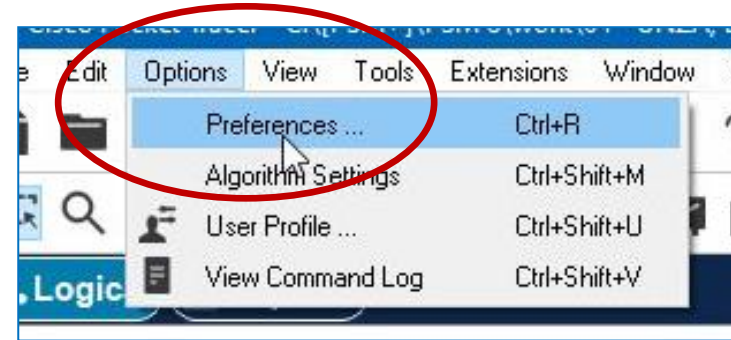 Edit Options View Tools Extensions Window
Preferences ... Ctrl+R
Algorithm Settings Ctrl+Shift+M
User Profile ... Ctrl+Shift+U
View Command Log Ctrl+Shift+V
Logic